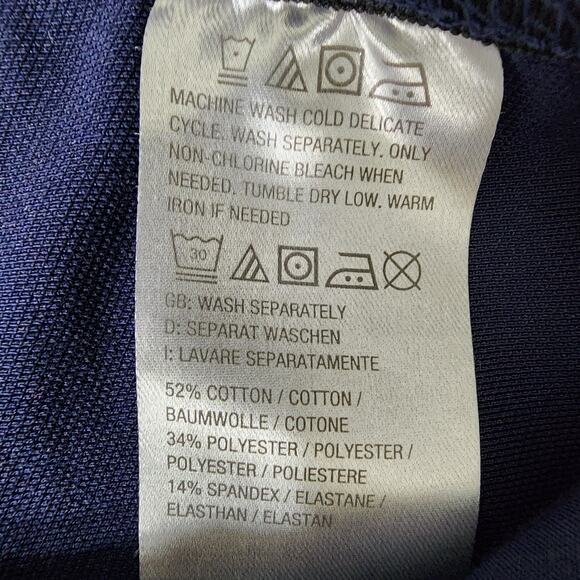 MACHINE WASH COLD DELICATE
CYCLE. WASH SEPARATELY. ONLY
NON-CHLORINE BLEACH WHEN
NEEDED. TUMBLE DRY LOW. WARM
IRON IF NEEDED
30
GB: WASH SEPARATELY
D: SEPARAT WASCHEN
I: LAVARE SEPARATAMENTE
52% COTTON / COTTON /
BAUMWOLLE / COTONE
34% POLYESTER / POLYESTER /
POLYESTER / POLIESTERE
14% SPANDEX / ELASTANE /
ELASTHAN / ELASTAN